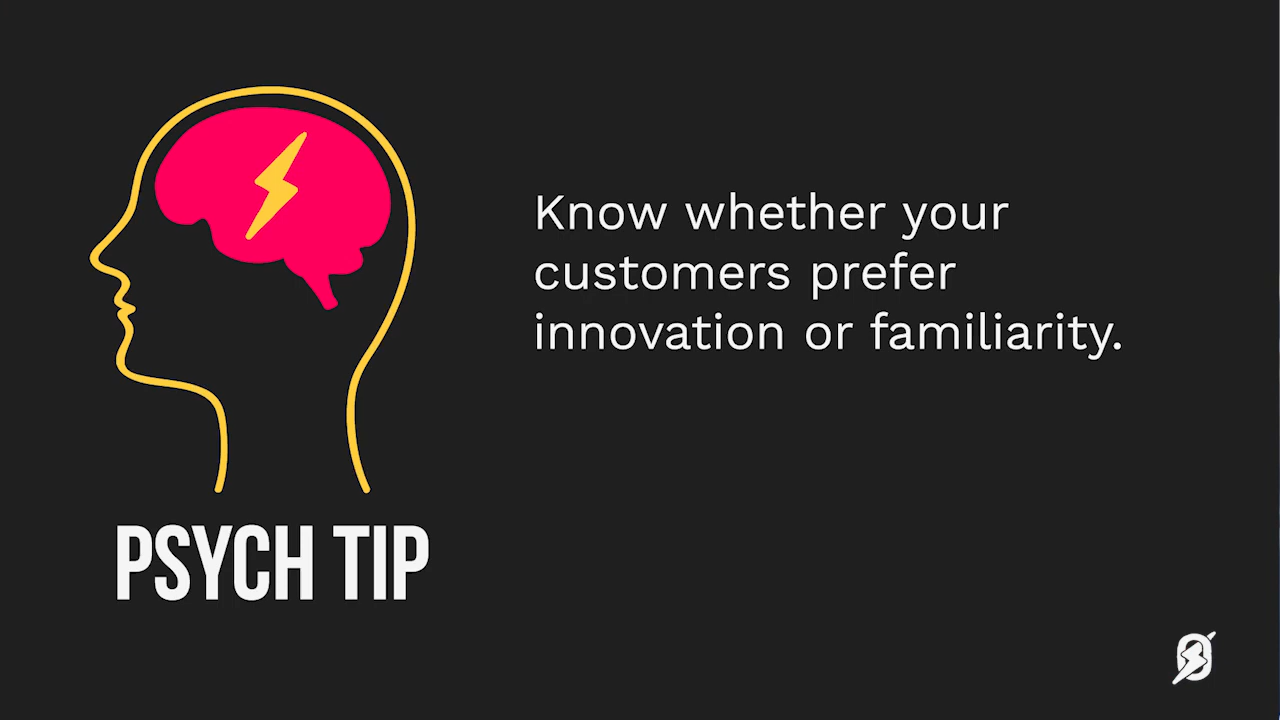 Know whether your
customers prefer
innovation or familiarity.
PSYCH TIP